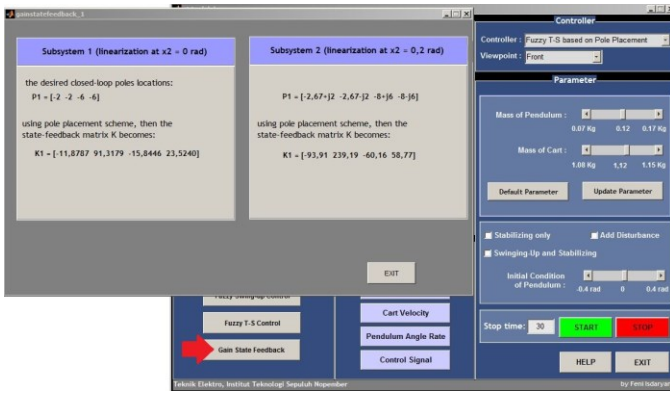 gainstatefeedback_1
Subsystem 1 (linearization at x2 = 0 rad)
the desired closed-loop poles locations:
P1 = [-2 -2 -6 -6]
using pole placement scheme, then the
state-feedback matrix K becomes:
K1 = [-11,8787 91,3179 -15,8446 23,5240]
Subsystem 2 (linearization at x2 = 0,2 rad)
P1 = [-2,67+j2 -2,67-j2 -8+j6 -8-j6]
using pole placement scheme, then the
state-feedback matrix K becomes:
K1 = [-93,91 239,19 -60,16 58,77]
EXIT
Controller
Controller : Fuzzy T-S based on Pole Placement
Viewpoint : Front
Parameter
Mass of Pendulum :
0.07 Kg 0.12 0.17 Kg
Mass of Cart :
1.08 Kg 1,12 1.15 Kg
Default Parameter Update Parameter
Stabilizing only Add Disturbance
Swinging-Up and Stabilizing
Initial Condition
of Pendulum :
-0.4 rad 0 0.4 rad
Stop time: 30 START STOP
HELP EXIT
Fuzzy Swing-up Control
Fuzzy T-S Control
Gain State Feedback
Cart Velocity
Pendulum Angle Rate
Control Signal
Teknik Elektro, Institut Teknologi Sepuluh Nopember
by Feni Isdaryani